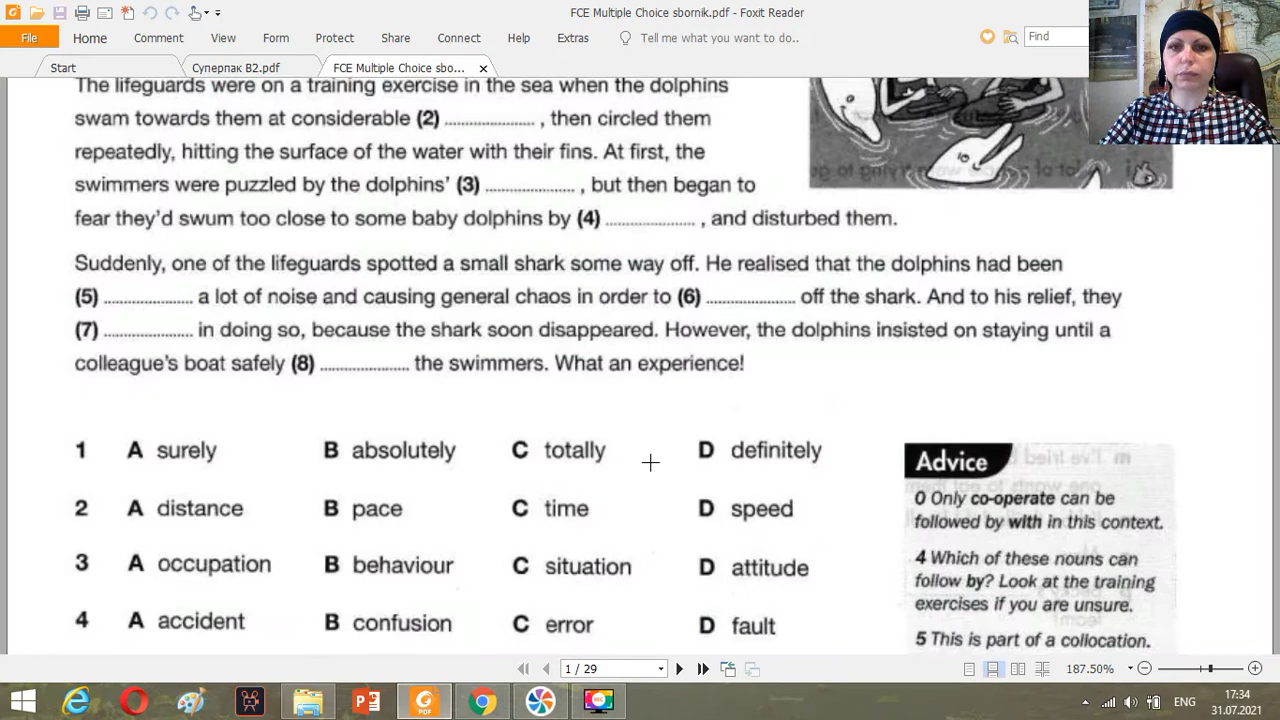 FCE Multiple Choice sbornik.pdf - Foxit Reader
File Home Comment View Form Protect Share Connect Help Extras Tell me what you want to do.. Find
Start Суперпак B2.pdf FCE Multiple Choice sbo... ×
The lifeguards were on a training exercise in the sea when the dolphins
swam towards them at considerable (2) ...................... , then circled them
repeatedly, hitting the surface of the water with their fins. At first, the
swimmers were puzzled by the dolphins' (3) ...................... , but then began to
fear they'd swum too close to some baby dolphins by (4) ...................... , and disturbed them.
Suddenly, one of the lifeguards spotted a small shark some way off. He realised that the dolphins had been
(5) ...................... a lot of noise and causing general chaos in order to (6) ...................... off the shark. And to his relief, they
(7) ...................... in doing so, because the shark soon disappeared. However, the dolphins insisted on staying until a
colleague's boat safely (8) ...................... the swimmers. What an experience!
1 A surely B absolutely C totally D definitely
2 A distance B pace C time D speed
3 A occupation B behaviour C situation D attitude
4 A accident B confusion C error D fault
Advice
0 Only co-operate can be
followed by with in this context.
4 Which of these nouns can
follow by? Look at the training
exercises if you are unsure.
5 This is part of a collocation.
1 / 29
187.50%
ENG
17:34
31.07.2021